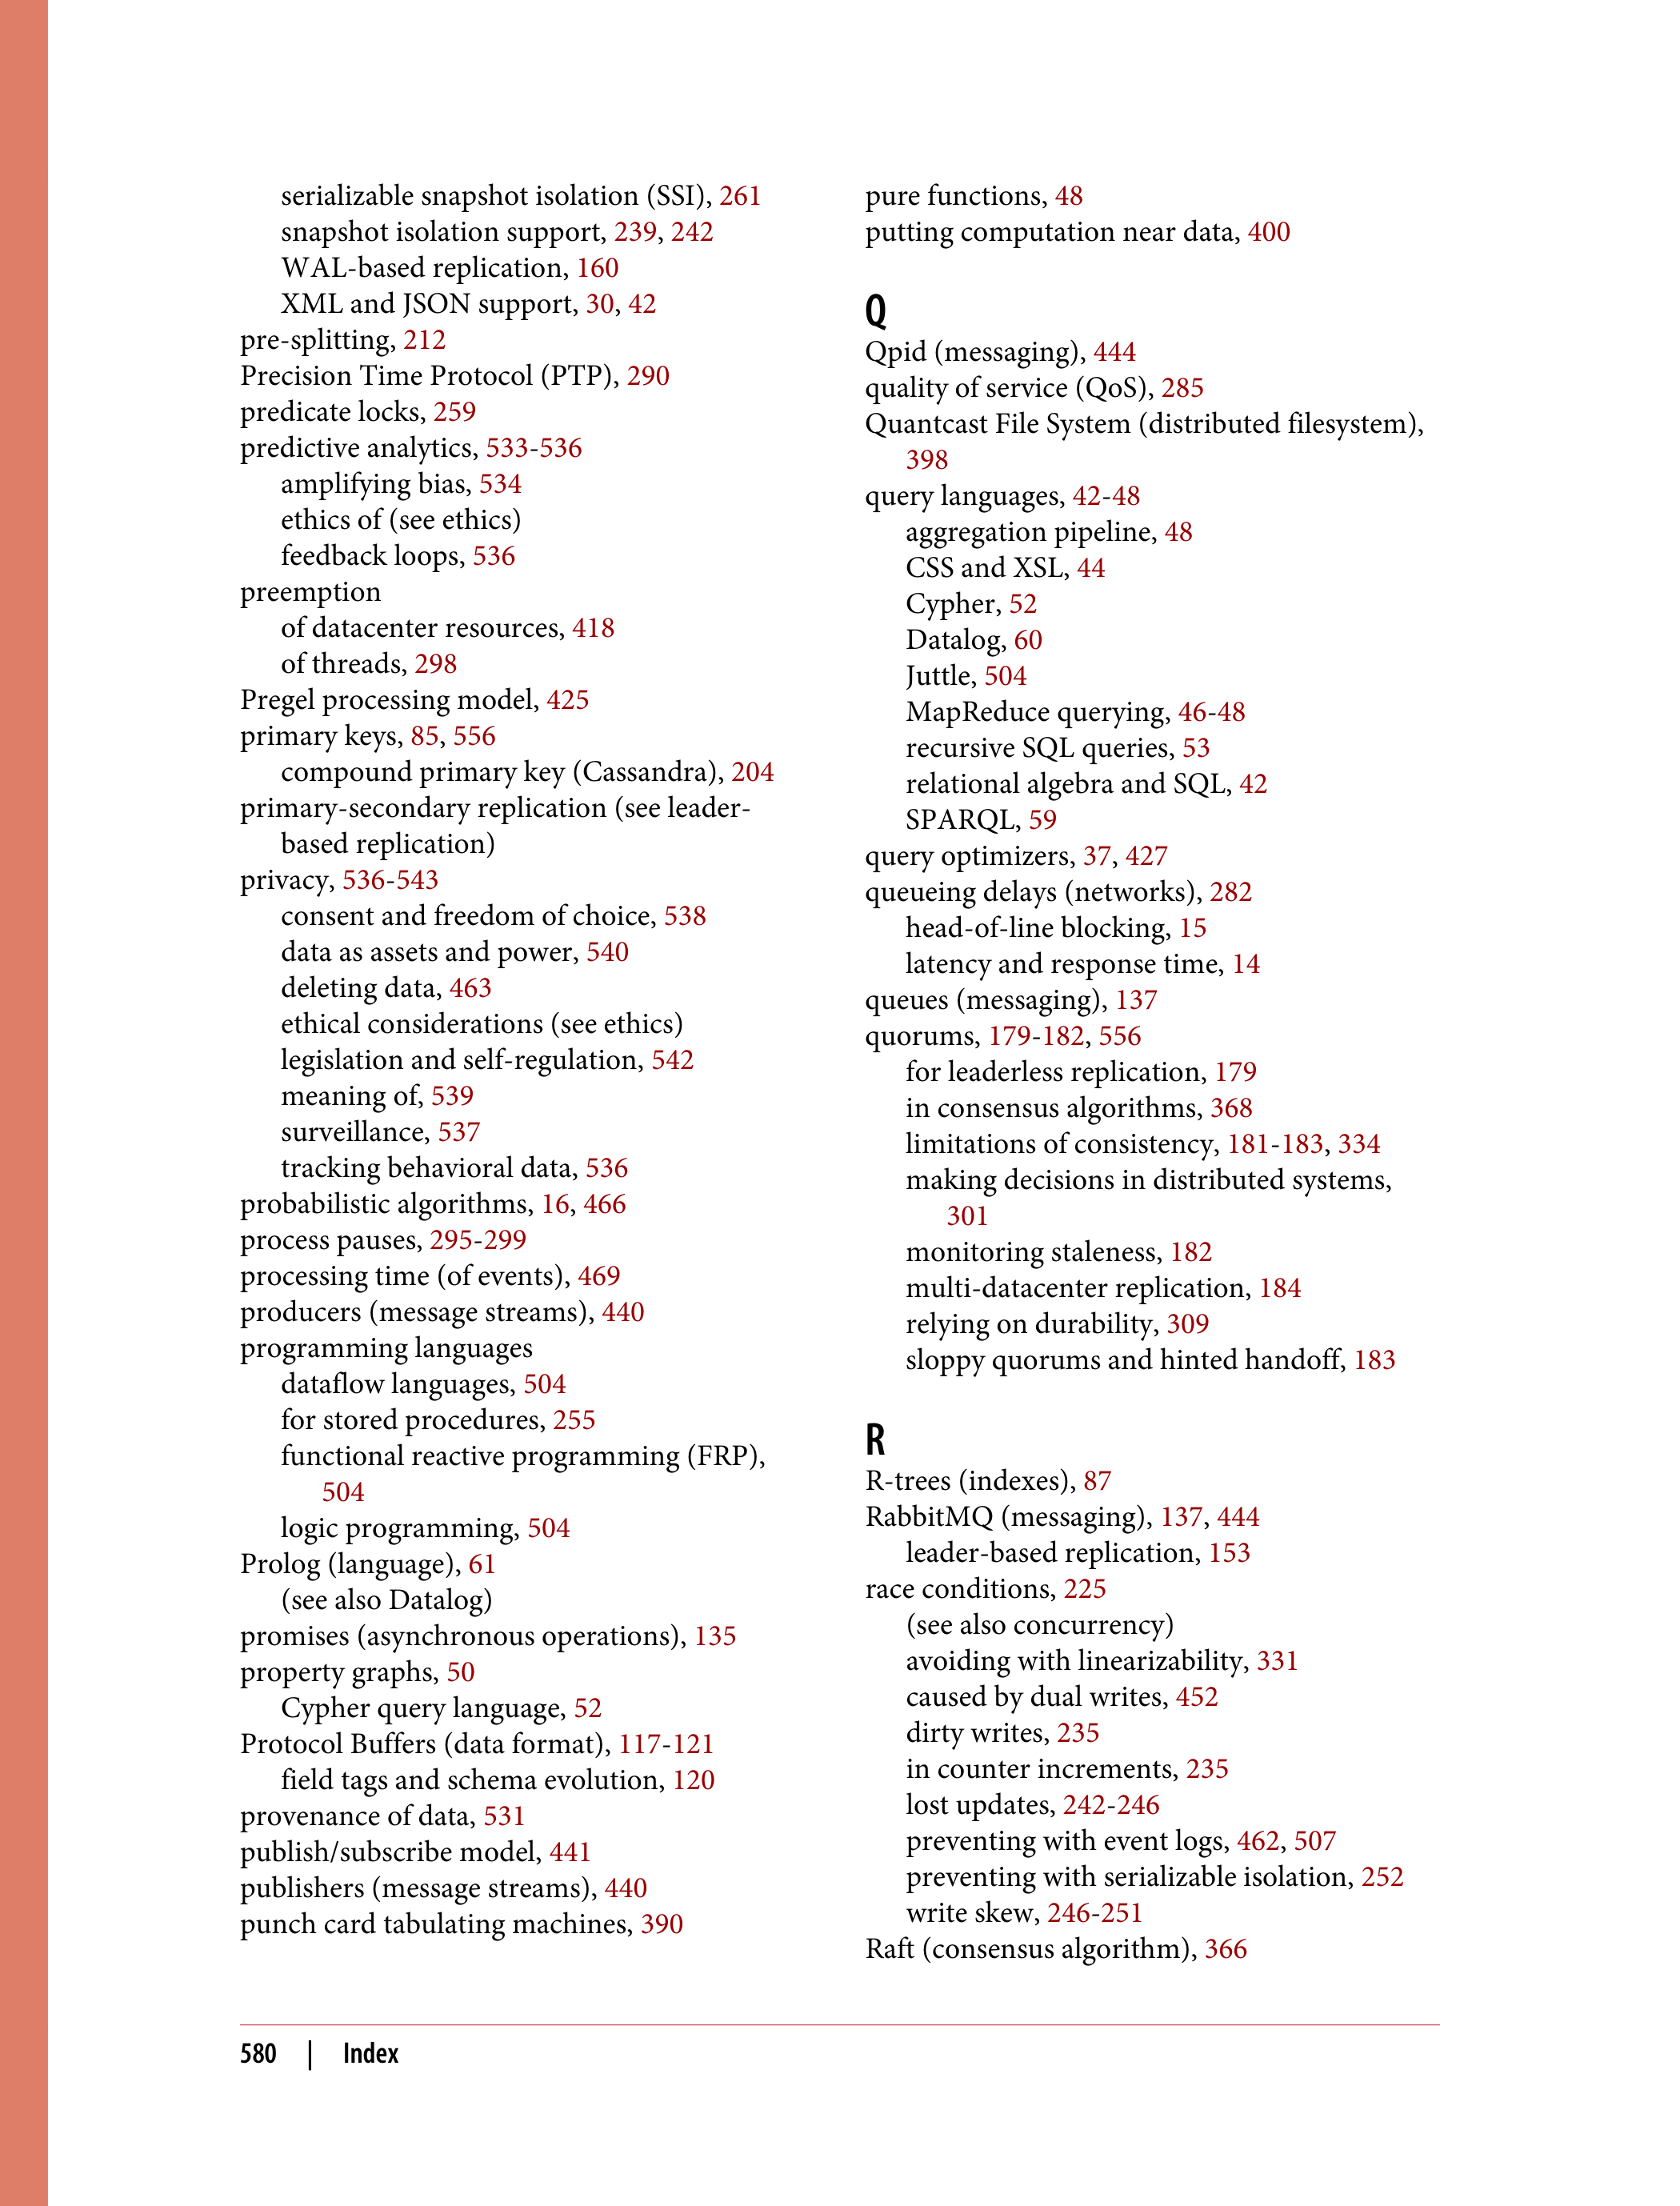 serializable snapshot isolation (SSI), 261
snapshot isolation support, 239, 242
WAL-based replication, 160
XML and JSON support, 30, 42
pre-splitting, 212
Precision Time Protocol (PTP), 290
predicate locks, 259
predictive analytics, 533-536
amplifying bias, 534
ethics of (see ethics)
feedback loops, 536
preemption
of datacenter resources, 418
of threads, 298
Pregel processing model, 425
primary keys, 85, 556
compound primary key (Cassandra), 204
primary-secondary replication (see leader-
based replication)
privacy, 536-543
consent and freedom of choice, 538
data as assets and power, 540
deleting data, 463
ethical considerations (see ethics)
legislation and self-regulation, 542
meaning of, 539
surveillance, 537
tracking behavioral data, 536
probabilistic algorithms, 16, 466
process pauses, 295-299
processing time (of events), 469
producers (message streams), 440
programming languages
dataflow languages, 504
for stored procedures, 255
functional reactive programming (FRP),
504
logic programming, 504
Prolog (language), 61
(see also Datalog)
promises (asynchronous operations), 135
property graphs, 50
Cypher query language, 52
Protocol Buffers (data format), 117-121
field tags and schema evolution, 120
provenance of data, 531
publish/subscribe model, 441
publishers (message streams), 440
punch card tabulating machines, 390
pure functions, 48
putting computation near data, 400
Q
Qpid (messaging), 444
quality of service (QoS), 285
Quantcast File System (distributed filesystem),
398
query languages, 42-48
aggregation pipeline, 48
CSS and XSL, 44
Cypher, 52
Datalog, 60
Juttle, 504
MapReduce querying, 46-48
recursive SQL queries, 53
relational algebra and SQL, 42
SPARQL, 59
query optimizers, 37, 427
queueing delays (networks), 282
head-of-line blocking, 15
latency and response time, 14
queues (messaging), 137
quorums, 179-182, 556
for leaderless replication, 179
in consensus algorithms, 368
limitations of consistency, 181-183, 334
making decisions in distributed systems,
301
monitoring staleness, 182
multi-datacenter replication, 184
relying on durability, 309
sloppy quorums and hinted handoff, 183
R
R-trees (indexes), 87
RabbitMQ (messaging), 137, 444
leader-based replication, 153
race conditions, 225
(see also concurrency)
avoiding with linearizability, 331
caused by dual writes, 452
dirty writes, 235
in counter increments, 235
lost updates, 242-246
preventing with event logs, 462, 507
preventing with serializable isolation, 252
write skew, 246-251
Raft (consensus algorithm), 366
580 | Index